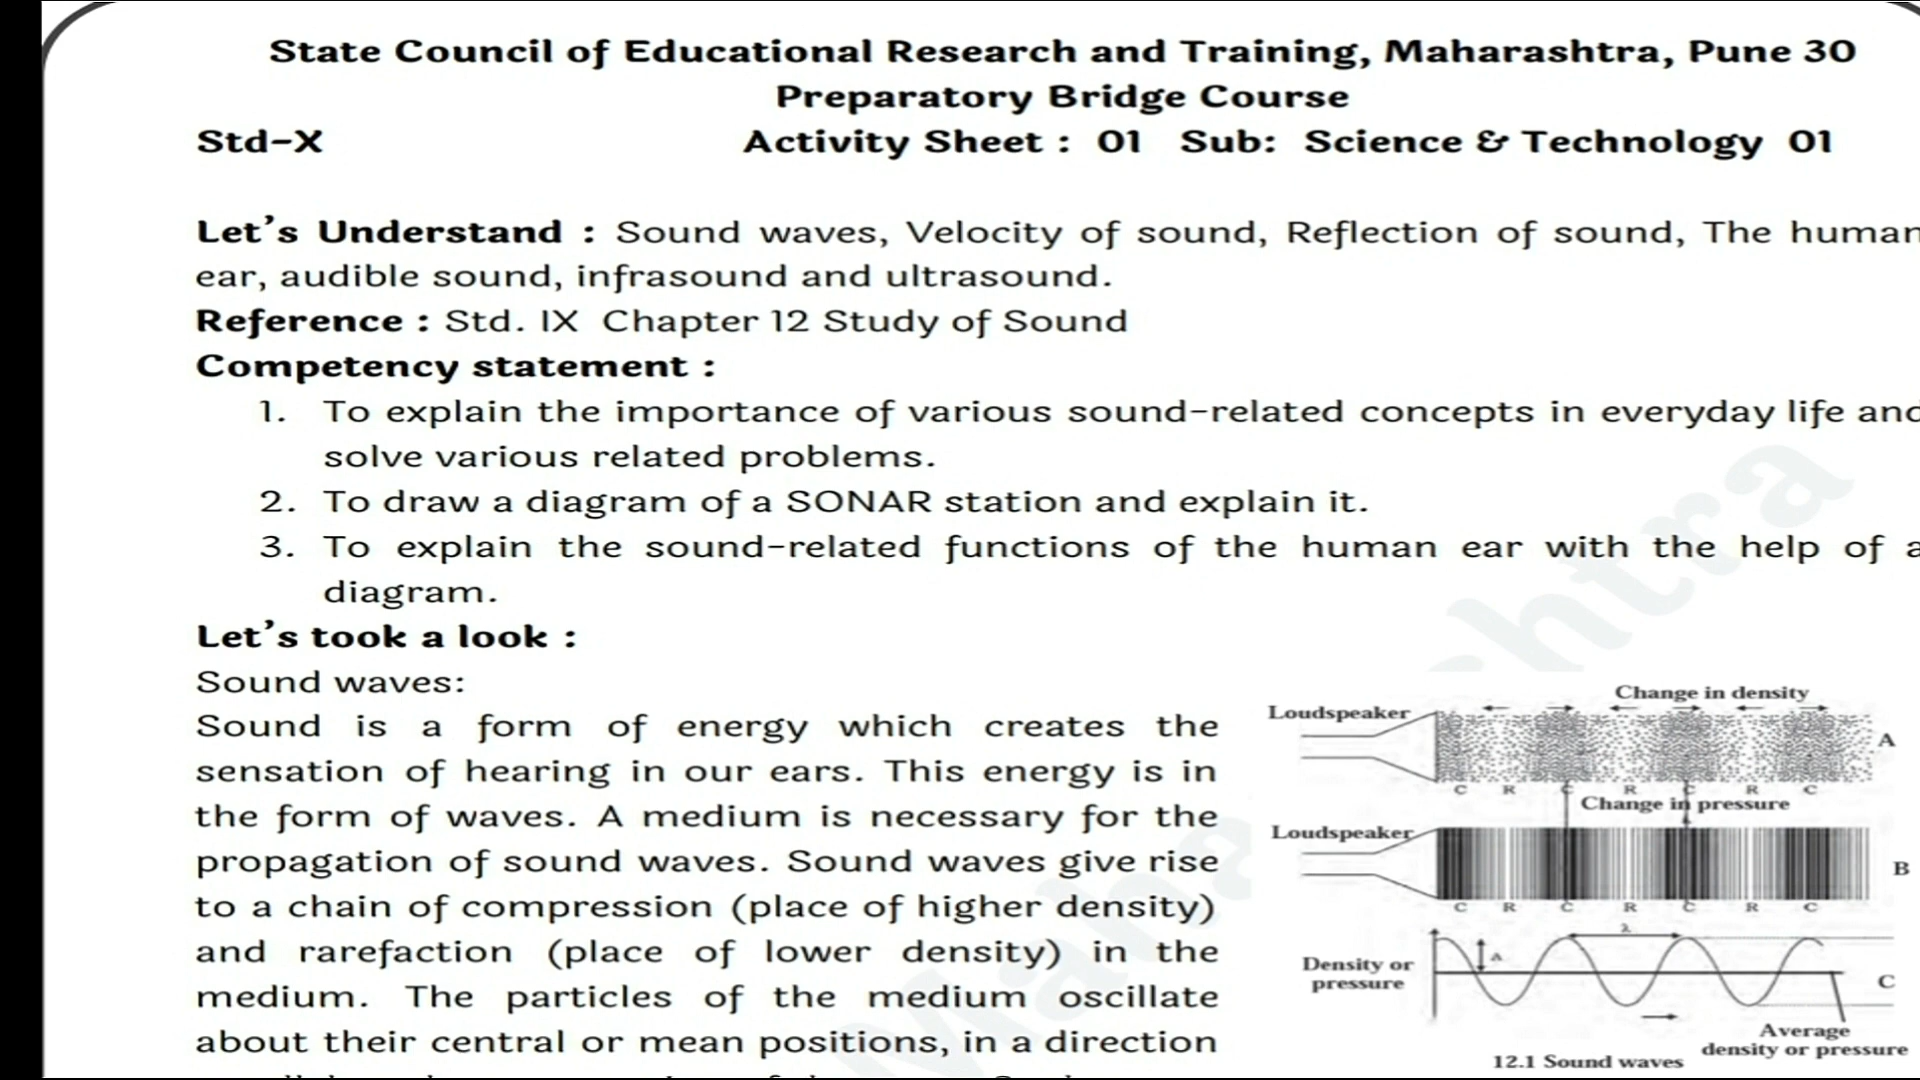 State Council of Educational Research and Training, Maharashtra, Pune 30
Preparatory Bridge Course
Std-X Activity Sheet : 01 Sub: Science & Technology 01
Let's Understand : Sound waves, Velocity of sound, Reflection of sound, The human
ear, audible sound, infrasound and ultrasound.
Reference : Std. IX Chapter 12 Study of Sound
Competency statement :
1. To explain the importance of various sound-related concepts in everyday life and
solve various related problems.
2. To draw a diagram of a SONAR station and explain it.
3. To explain the sound-related functions of the human ear with the help of a
diagram.
Let's took a look :
Sound waves:
Sound is a form of energy which creates the
sensation of hearing in our ears. This energy is in
the form of waves. A medium is necessary for the
propagation of sound waves. Sound waves give rise
to a chain of compression (place of higher density)
and rarefaction (place of lower density) in the
medium. The particles of the medium oscillate
about their central or mean positions, in a direction
Change in density
Loudspeaker
A
C R C R C R C
Change in pressure
Loudspeaker
B
C R C R C R C
λ
A
Density or
pressure
C
Average
density or pressure
12.1 Sound waves